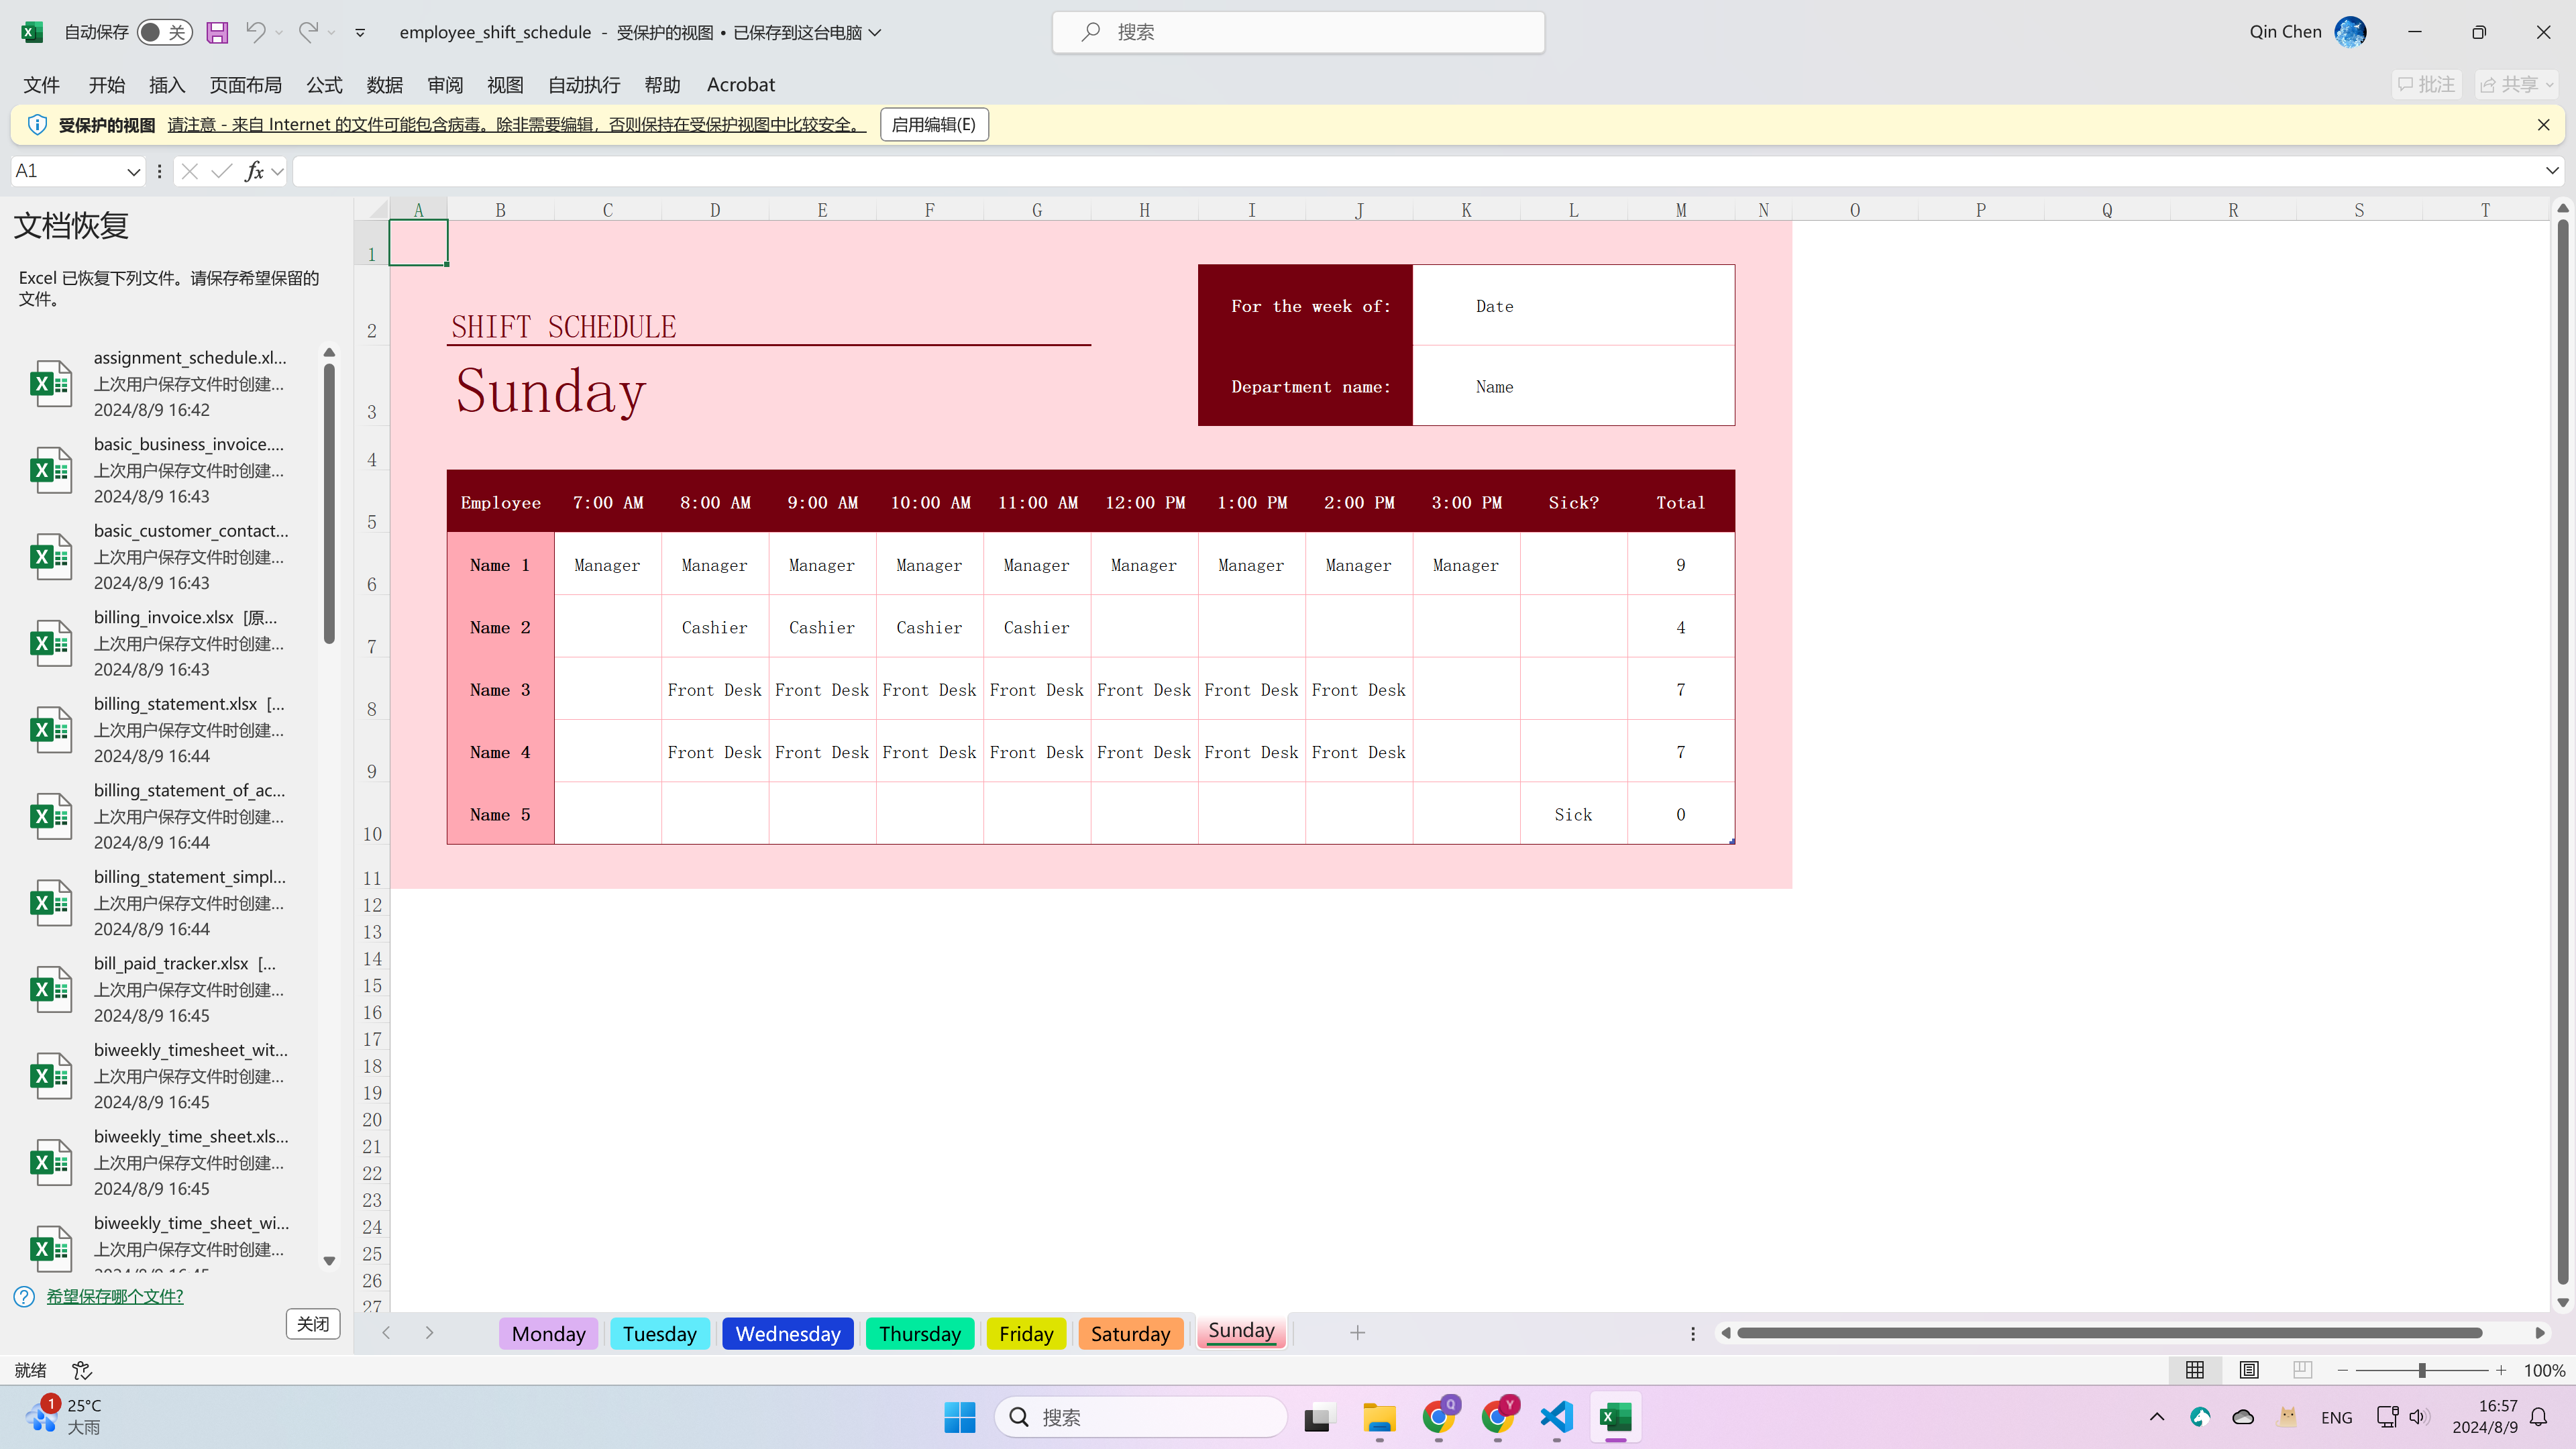 自动保存 关 employee_shift_schedule - 受保护的视图 • 已保存到这台电脑 搜索 Qin Chen
文件 开始 插入 页面布局 公式 数据 审阅 视图 自动执行 帮助 Acrobat 批注 共享
受保护的视图 请注意 - 来自 Internet 的文件可能包含病毒。除非需要编辑，否则保持在受保护视图中比较安全。 启用编辑(E)
A1 fx
文档恢复
Excel 已恢复下列文件。请保存希望保留的
文件。
assignment_schedule.xl...
上次用户保存文件时创建...
2024/8/9 16:42
basic_business_invoice....
上次用户保存文件时创建...
2024/8/9 16:43
basic_customer_contact...
上次用户保存文件时创建...
2024/8/9 16:43
billing_invoice.xlsx [原...
上次用户保存文件时创建...
2024/8/9 16:43
billing_statement.xlsx [...
上次用户保存文件时创建...
2024/8/9 16:44
billing_statement_of_ac...
上次用户保存文件时创建...
2024/8/9 16:44
billing_statement_simpl...
上次用户保存文件时创建...
2024/8/9 16:44
bill_paid_tracker.xlsx [...
上次用户保存文件时创建...
2024/8/9 16:45
biweekly_timesheet_wit...
上次用户保存文件时创建...
2024/8/9 16:45
biweekly_time_sheet.xls...
上次用户保存文件时创建...
2024/8/9 16:45
biweekly_time_sheet_wi...
上次用户保存文件时创建...
2024/8/9 16:45
希望保存哪个文件?
关闭
A B C D E F G H I J K L M N O P Q R S T
1
2 SHIFT SCHEDULE For the week of: Date
3 Sunday Department name: Name
4
5 Employee 7:00 AM 8:00 AM 9:00 AM 10:00 AM 11:00 AM 12:00 PM 1:00 PM 2:00 PM 3:00 PM Sick? Total
6 Name 1 Manager Manager Manager Manager Manager Manager Manager Manager Manager 9
7 Name 2 Cashier Cashier Cashier Cashier 4
8 Name 3 Front Desk Front Desk Front Desk Front Desk Front Desk Front Desk Front Desk 7
9 Name 4 Front Desk Front Desk Front Desk Front Desk Front Desk Front Desk Front Desk 7
10 Name 5 Sick 0
11
12
13
14
15
16
17
18
19
20
21
22
23
24
25
26
27
Monday Tuesday Wednesday Thursday Friday Saturday Sunday
就绪 100%
1 25°C
大雨
搜索
Q Y
ENG
16:57
2024/8/9